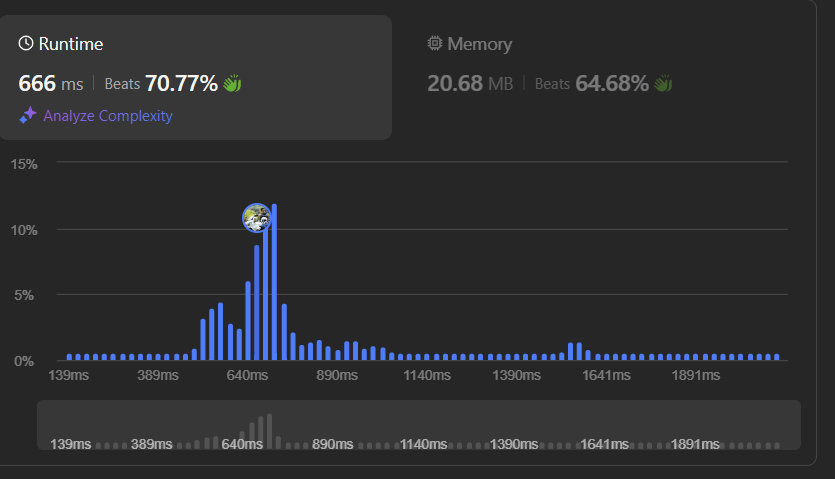 Runtime
666 ms | Beats 70.77%
Analyze Complexity
Memory
20.68 MB | Beats 64.68%
15%
10%
5%
0%
139ms 389ms 640ms 890ms 1140ms 1390ms 1641ms 1891ms
139ms 389ms 640ms 890ms 1140ms 1390ms 1641ms 1891ms